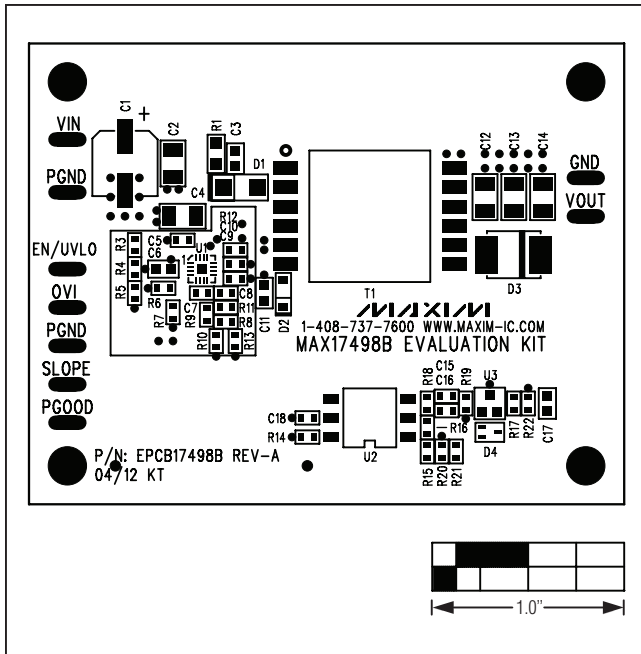 VIN
PGND
EN/UVLO
OVI
PGND
SLOPE
PGOOD
C1
+
C2
R1
C3
D1
C4
R12
C10
C9
U1
1
C5
C6
R3
R4
R5
R6
R7
C7
C8
R11
R8
R10
R13
C11
D2
T1
C12
C13
C14
GND
VOUT
D3
MAXIM
1-408-737-7600 WWW.MAXIM-IC.COM
MAX17498B EVALUATION KIT
C18
R14
U2
R18
C15
C16
R19
R16
U3
D4
R17
R22
C17
R15
R20
R21
P/N: EPCB17498B REV-A
04/12 KT
1.0"